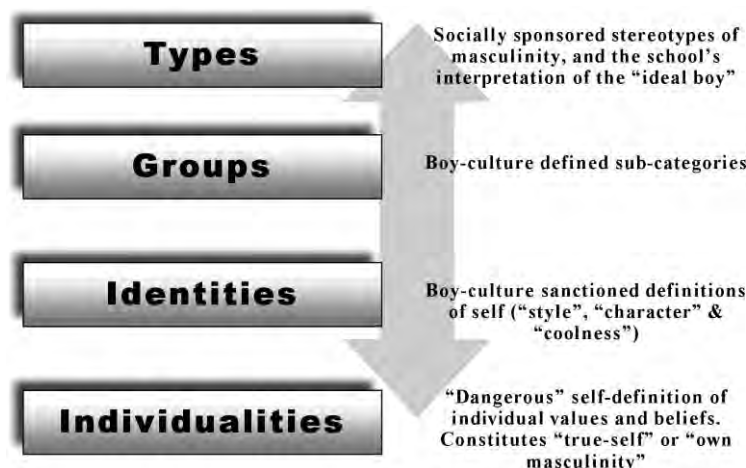 Types
Socially sponsored stereotypes of
masculinity, and the school's
interpretation of the "ideal boy"
Groups
Boy-culture defined sub-categories
Identities
Boy-culture sanctioned definitions
of self ("style", "character" &
"coolness")
Individualities
"Dangerous" self-definition of
individual values and beliefs.
Constitutes "true-self" or "own
masculinity"